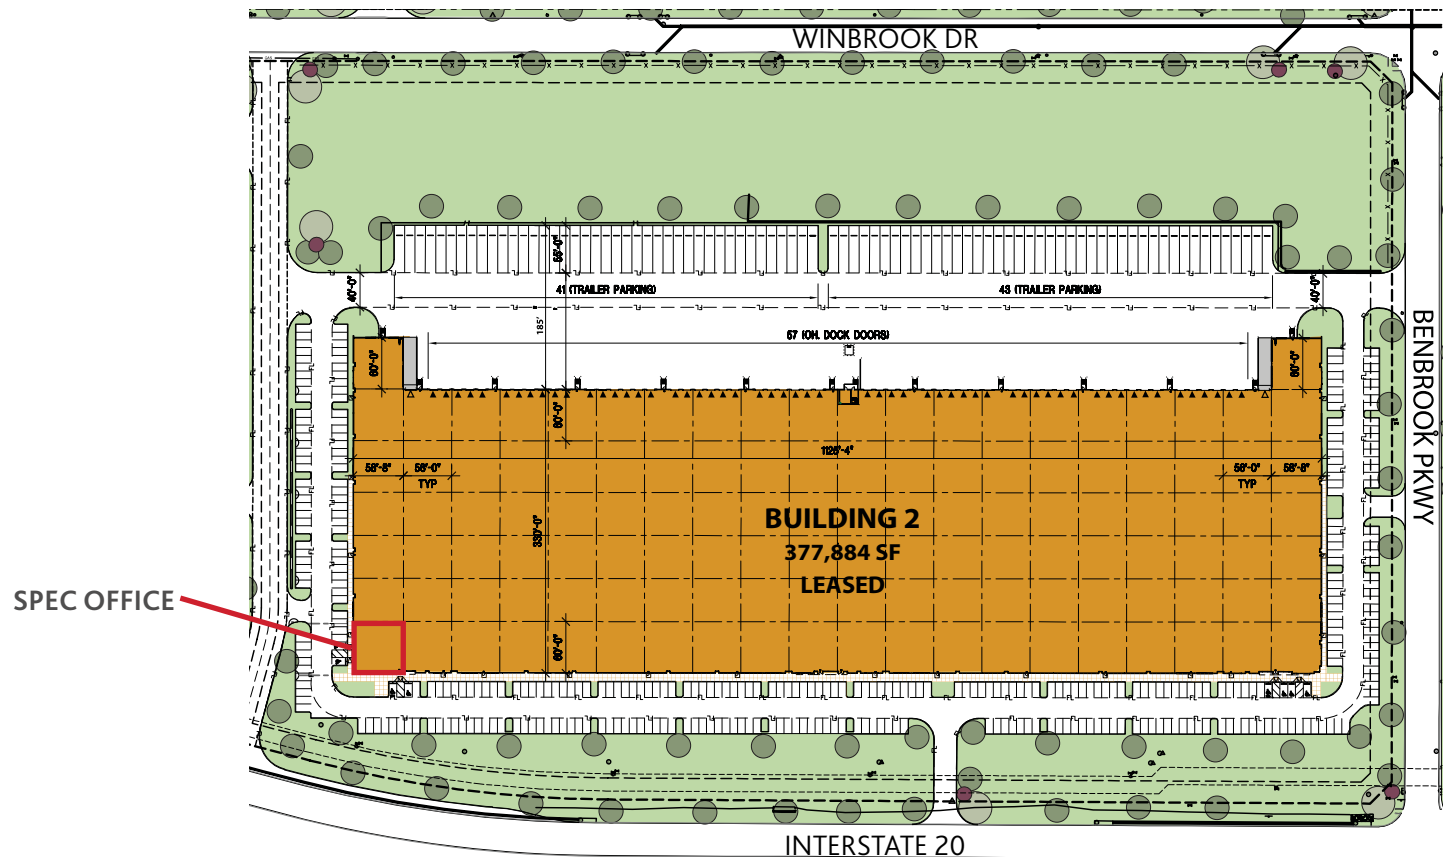 WINBROOK DR
55'-0"
40'-0"
41 (TRAILER PARKING)
43 (TRAILER PARKING)
40'-0"
185'
67 (OH. DOCK DOORS)
60'-0"
60'-0"
60'-0"
1126'-4"
58'-8"
56'-0"
TYP
56'-0"
58'-8"
TYP
BENBROOK PKWY
BUILDING 2
377,884 SF
LEASED
330'-0"
SPEC OFFICE
60'-0"
INTERSTATE 20